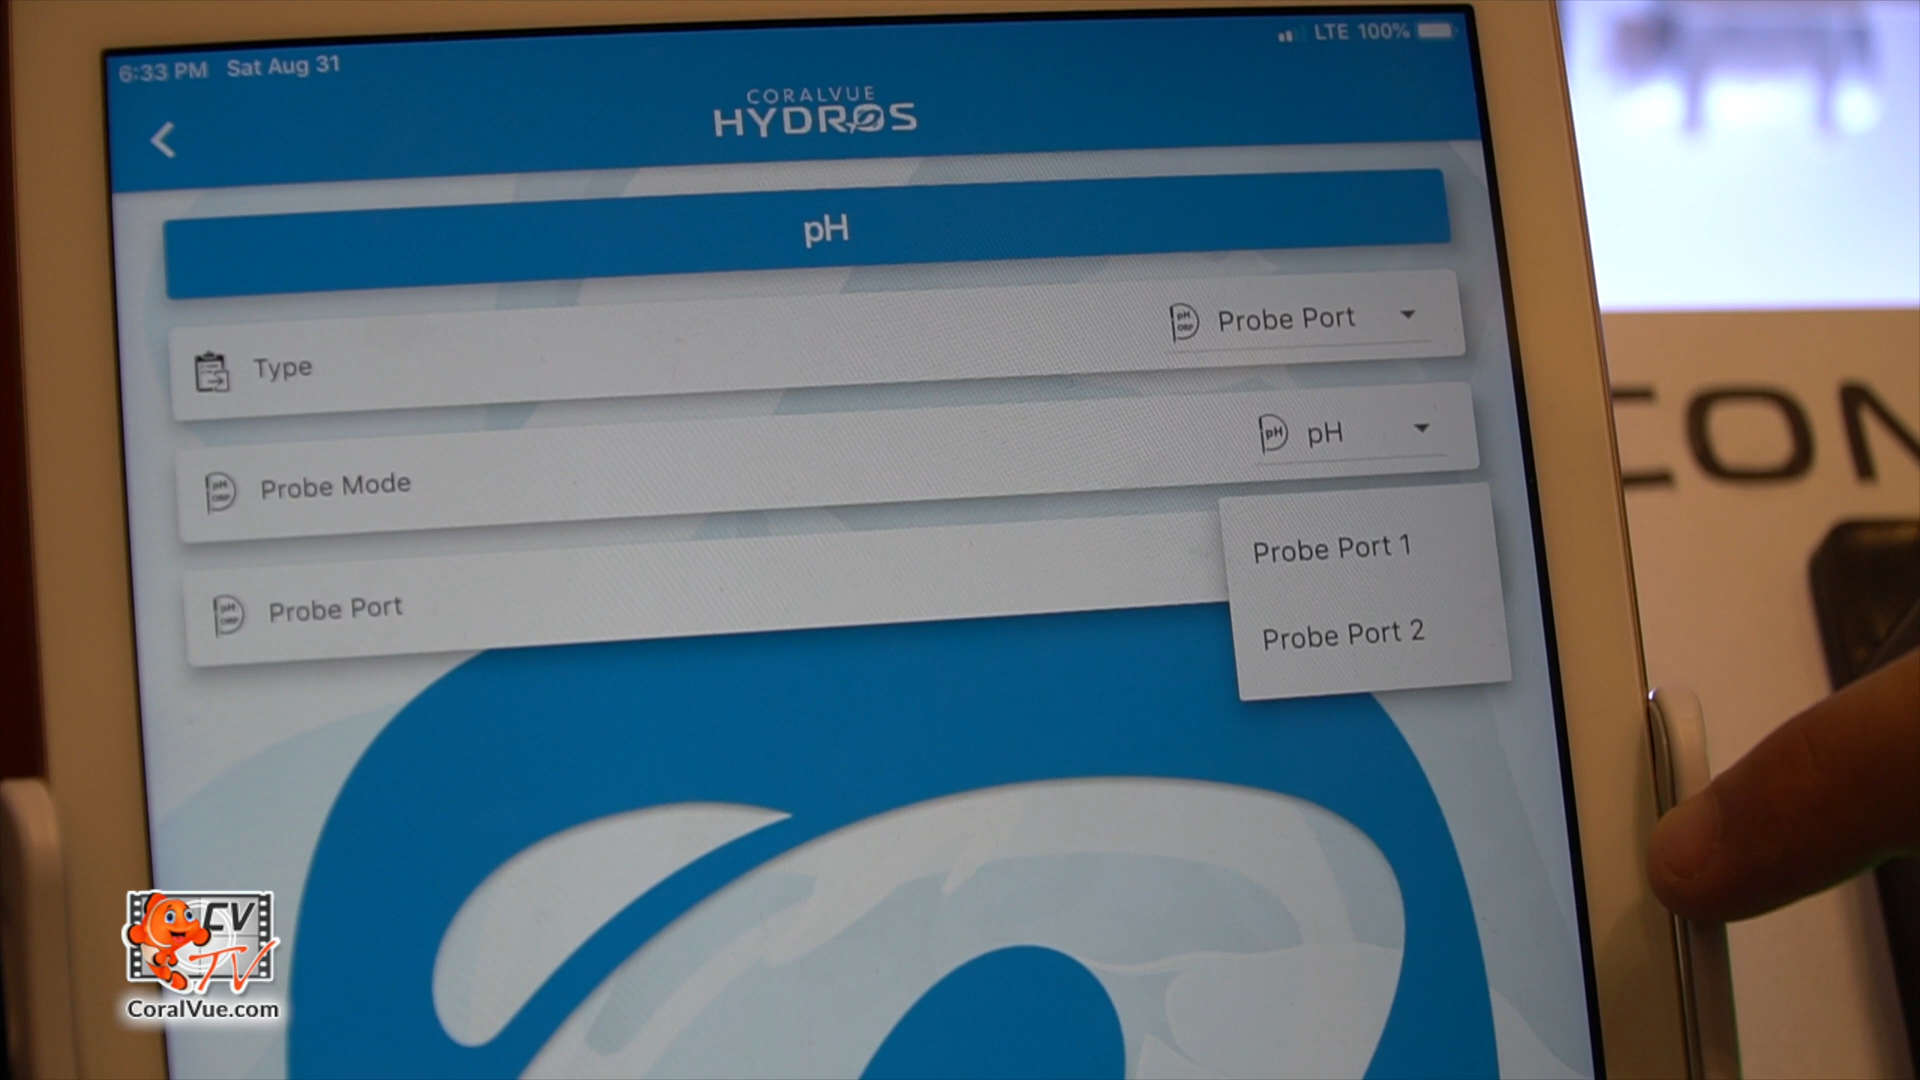 6:33 PM Sat Aug 31
LTE 100%
CORALVUE
HYDROS
pH
Type
Probe Port
Probe Mode
pH
Probe Port
Probe Port 1
Probe Port 2
CON
CV
TV
CoralVue.com